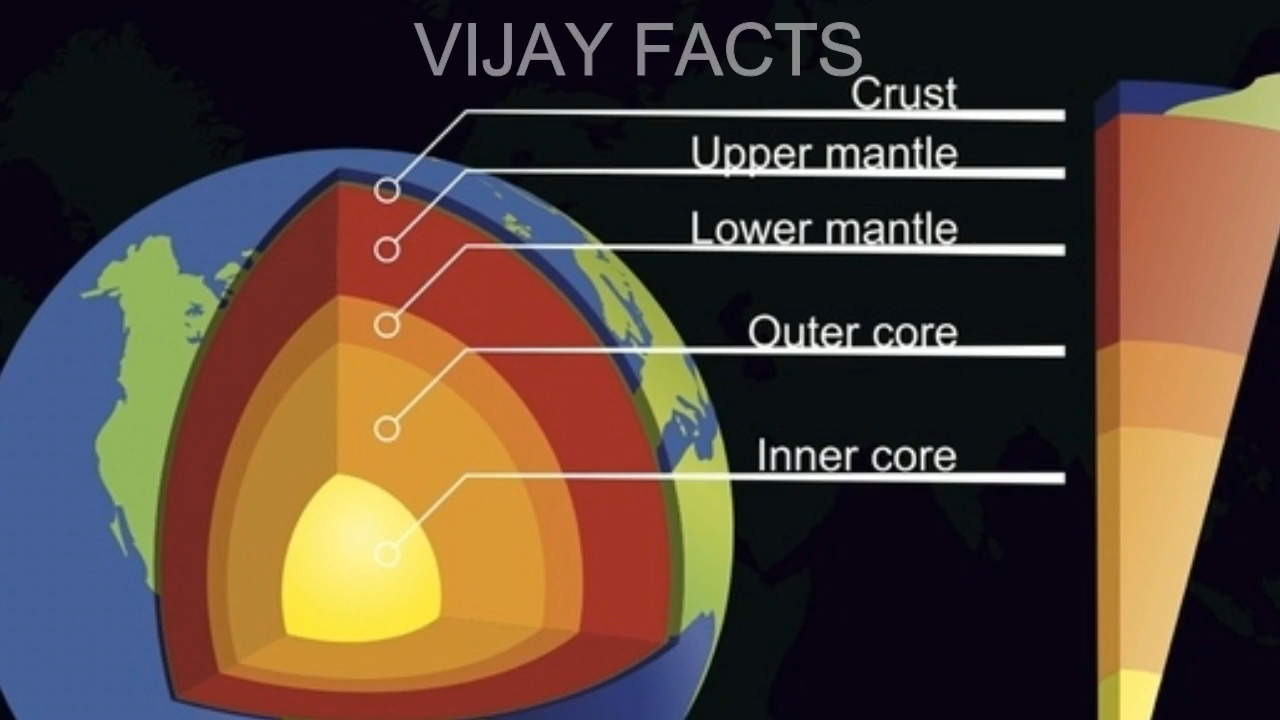 VIJAY FACTS
Crust
Upper mantle
Lower mantle
Outer core
Inner core